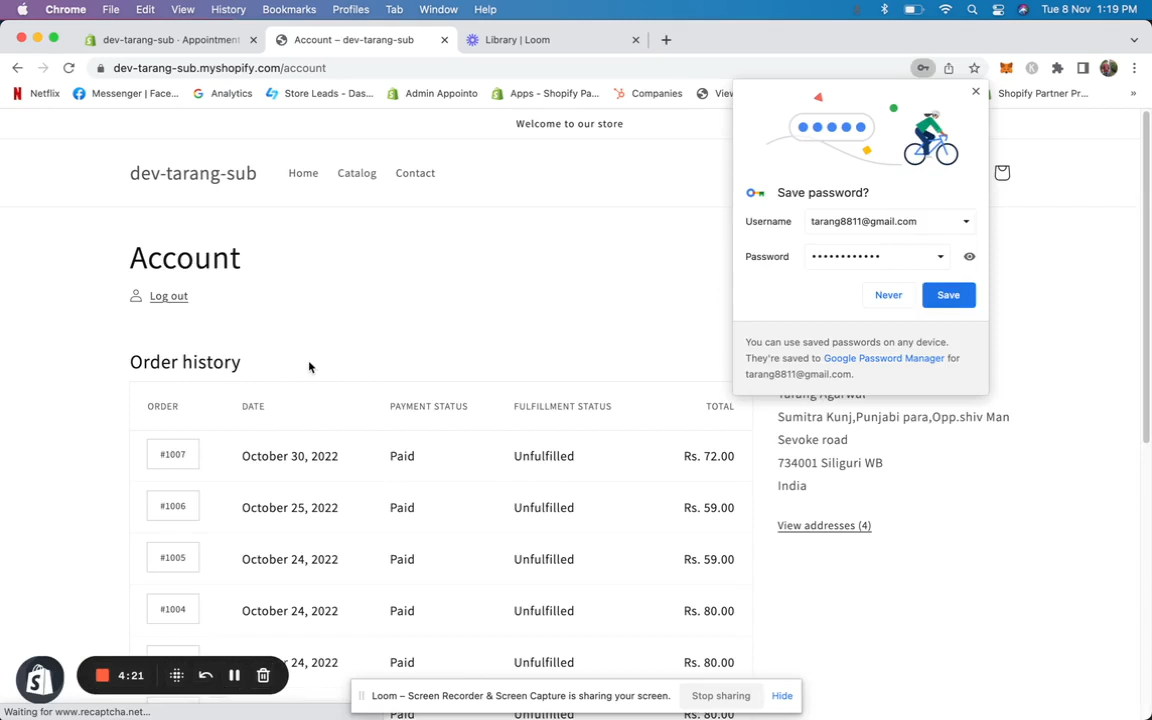 Chrome File Edit View History Bookmarks Profiles Tab Window Help Tue 8 Nov 1:19 PM
dev-tarang-sub · Appointment Account – dev-tarang-sub Library | Loom
dev-tarang-sub.myshopify.com/account
Netflix Messenger | Face... Analytics Store Leads - Das... Admin Appointo Apps - Shopify Pa... Companies Shopify Partner Pr... »
Welcome to our store
dev-tarang-sub Home Catalog Contact
Save password?
Username tarang8811@gmail.com
Password ••••••••••••
Never Save
You can use saved passwords on any device.
They're saved to Google Password Manager for
tarang8811@gmail.com.
Account
Log out
Order history
ORDER DATE PAYMENT STATUS FULFILLMENT STATUS TOTAL
#1007 October 30, 2022 Paid Unfulfilled Rs. 72.00
#1006 October 25, 2022 Paid Unfulfilled Rs. 59.00
#1005 October 24, 2022 Paid Unfulfilled Rs. 59.00
#1004 October 24, 2022 Paid Unfulfilled Rs. 80.00
24, 2022 Paid Unfulfilled Rs. 80.00
Paid Unfulfilled Rs. 80.00
Tarang Agarwal
Sumitra Kunj,Punjabi para,Opp.shiv Man
Sevoke road
734001 Siliguri WB
India
View addresses (4)
4:21
Loom – Screen Recorder & Screen Capture is sharing your screen. Stop sharing Hide
Waiting for www.recaptcha.net...